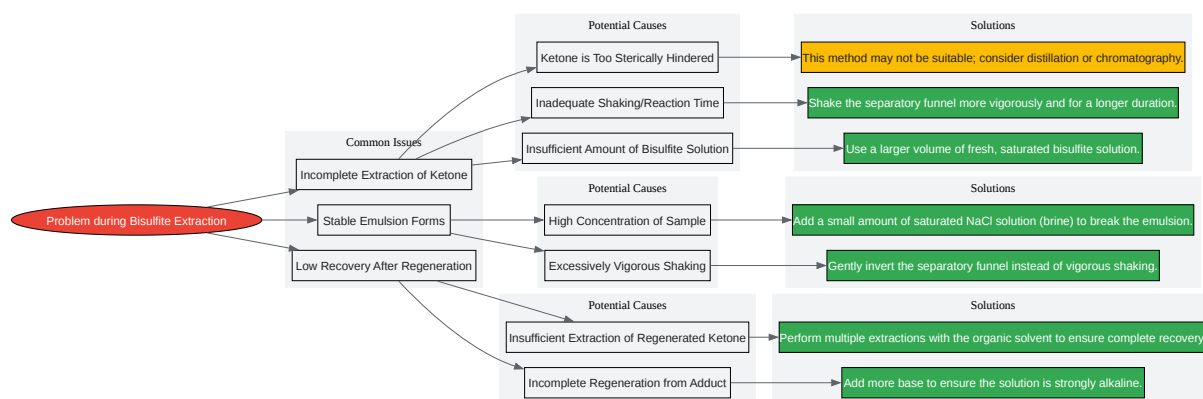 Potential Causes
Solutions
Ketone is Too Sterically Hindered
This method may not be suitable; consider distillation or chromatography.
Inadequate Shaking/Reaction Time
Shake the separatory funnel more vigorously and for a longer duration.
Common Issues
Insufficient Amount of Bisulfite Solution
Use a larger volume of fresh, saturated bisulfite solution.
Incomplete Extraction of Ketone
Potential Causes
Solutions
Problem during Bisulfite Extraction
Stable Emulsion Forms
High Concentration of Sample
Add a small amount of saturated NaCl solution (brine) to break the emulsion.
Low Recovery After Regeneration
Excessively Vigorous Shaking
Gently invert the separatory funnel instead of vigorous shaking.
Potential Causes
Solutions
Insufficient Extraction of Regenerated Ketone
Perform multiple extractions with the organic solvent to ensure complete recovery
Incomplete Regeneration from Adduct
Add more base to ensure the solution is strongly alkaline.